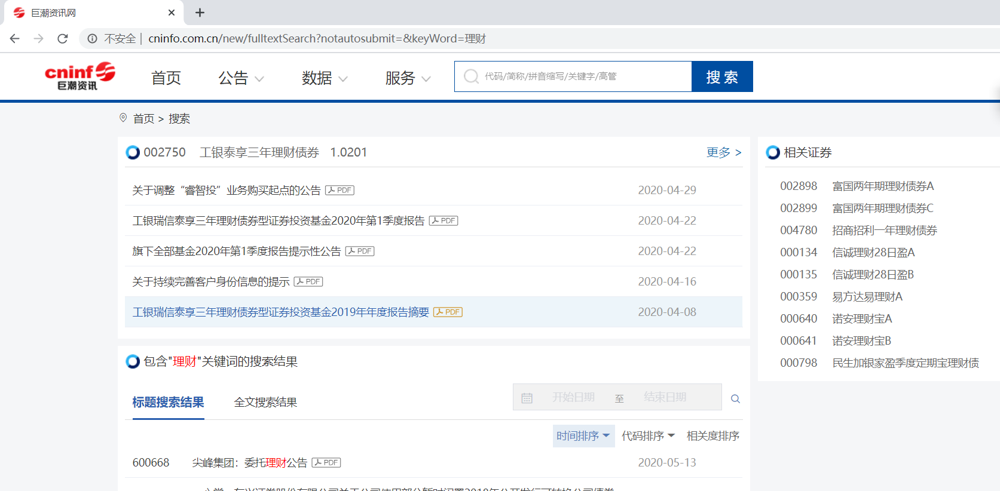 巨潮资讯网
不安全 | cninfo.com.cn/new/fulltextSearch?notautosubmit=&keyWord=理财
cninf
巨潮资讯
首页 公告 数据 服务 代码/简称/拼音缩写/关键字/高管 搜索
首页 > 搜索
002750 工银泰享三年理财债券 1.0201 更多 >
关于调整“睿智投”业务购买起点的公告 PDF 2020-04-29
工银瑞信泰享三年理财债券型证券投资基金2020年第1季度报告 PDF 2020-04-22
旗下全部基金2020年第1季度报告提示性公告 PDF 2020-04-22
关于持续完善客户身份信息的提示 PDF 2020-04-16
工银瑞信泰享三年理财债券型证券投资基金2019年年度报告摘要 PDF 2020-04-08
相关证券
002898 富国两年期理财债券A
002899 富国两年期理财债券C
004780 招商招利一年理财债券
000134 信诚理财28日盈A
000135 信诚理财28日盈B
000359 易方达易理财A
000640 诺安理财宝A
000641 诺安理财宝B
000798 民生加银家盈季度定期宝理财债
包含"理财"关键词的搜索结果
标题搜索结果 全文搜索结果 开始日期 至 结束日期
时间排序 代码排序 相关度排序
600668 尖峰集团：委托理财公告 PDF 2020-05-13